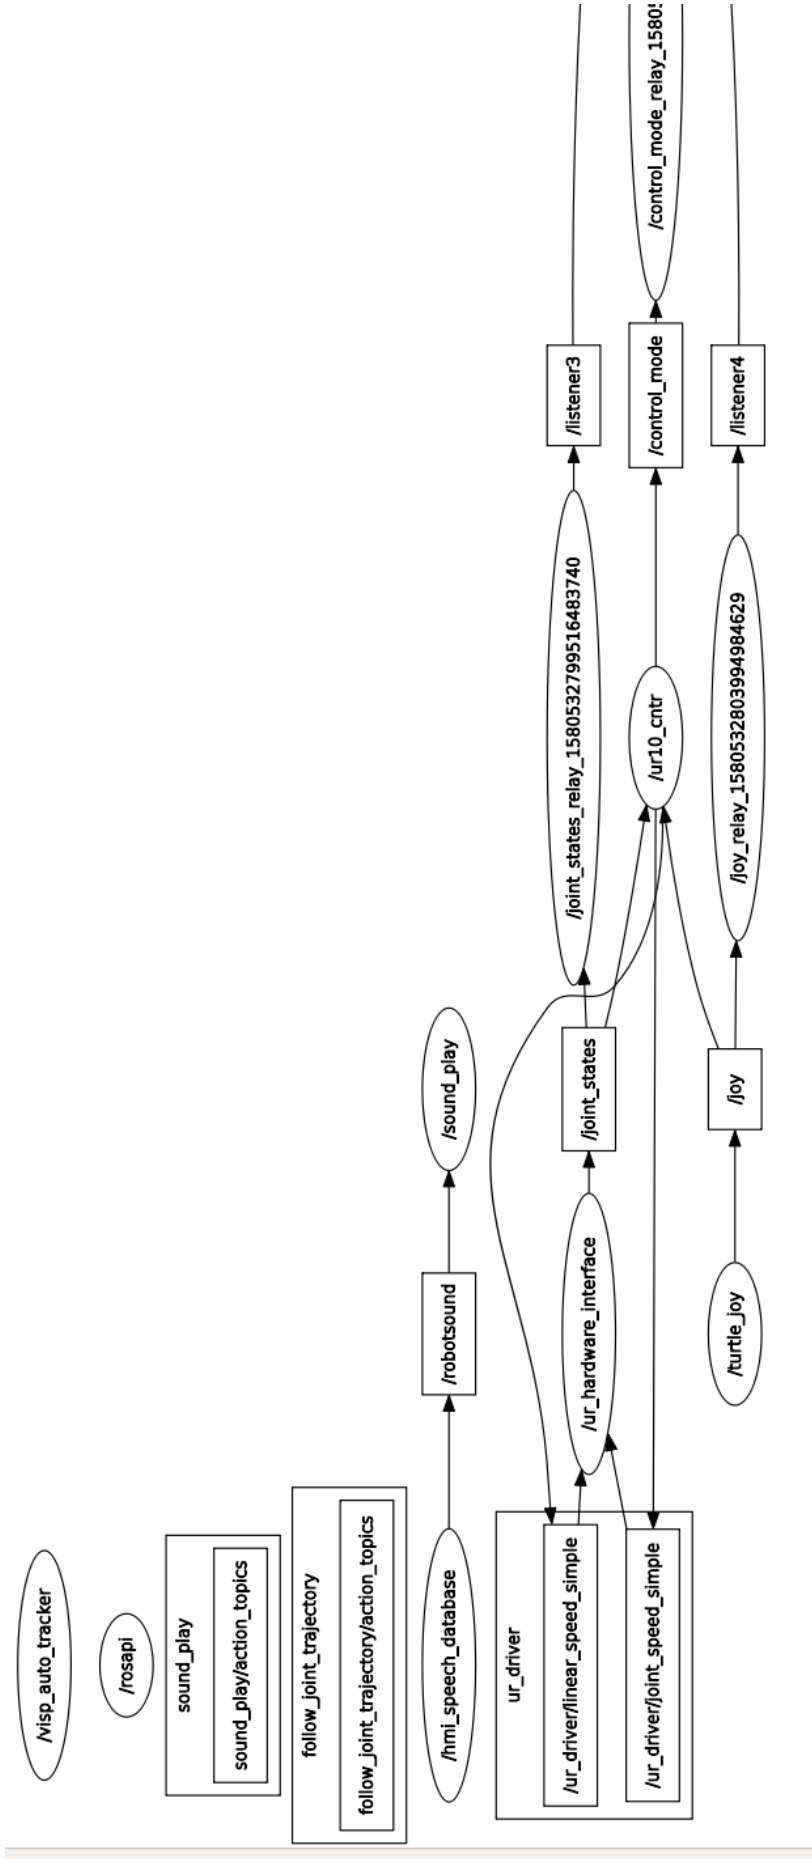 /visp_auto_tracker
/rosapi
sound_play
sound_play/action_topics
follow_joint_trajectory
follow_joint_trajectory/action_topics
/hmi_speech_database
/robotsound
/sound_play
ur_driver
/ur_driver/linear_speed_simple
/ur_driver/joint_speed_simple
/ur_hardware_interface
/joint_states
/joint_states_relay_1580532799516483740
/listener3
/ur10_cntr
/control_mode
/control_mode_relay_15805
/turtle_joy
/joy
/joy_relay_1580532803994984629
/listener4